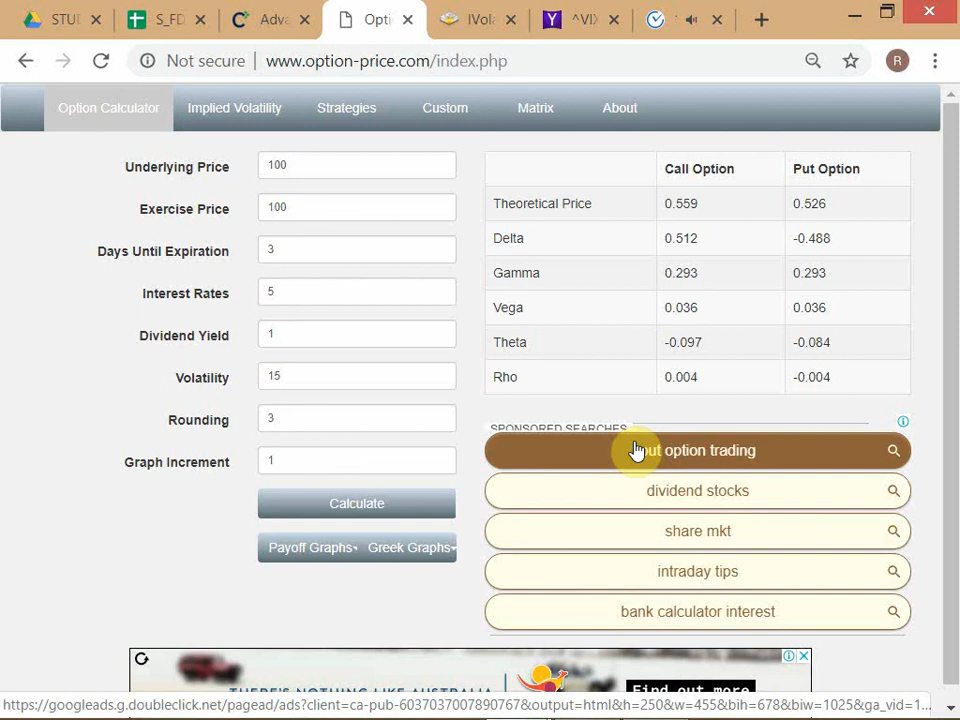 STU
S_FD
Adva
Opti
IVola
^VIX
Not secure
www.option-price.com/index.php
R
Option Calculator
Implied Volatility
Strategies
Custom
Matrix
About
Underlying Price 100
Exercise Price 100
Days Until Expiration 3
Interest Rates 5
Dividend Yield 1
Volatility 15
Rounding 3
Graph Increment 1
Calculate
Payoff Graphs Greek Graphs
Call Option Put Option
Theoretical Price 0.559 0.526
Delta 0.512 -0.488
Gamma 0.293 0.293
Vega 0.036 0.036
Theta -0.097 -0.084
Rho 0.004 -0.004
SPONSORED SEARCHES
put option trading
dividend stocks
share mkt
intraday tips
bank calculator interest
THERE'S NOTHING LIKE AUSTRALIA
Find out more
https://googleads.g.doubleclick.net/pagead/ads?client=ca-pub-6037037007890767&output=html&h=250&w=455&bih=678&biw=1025&ga_vid=1...